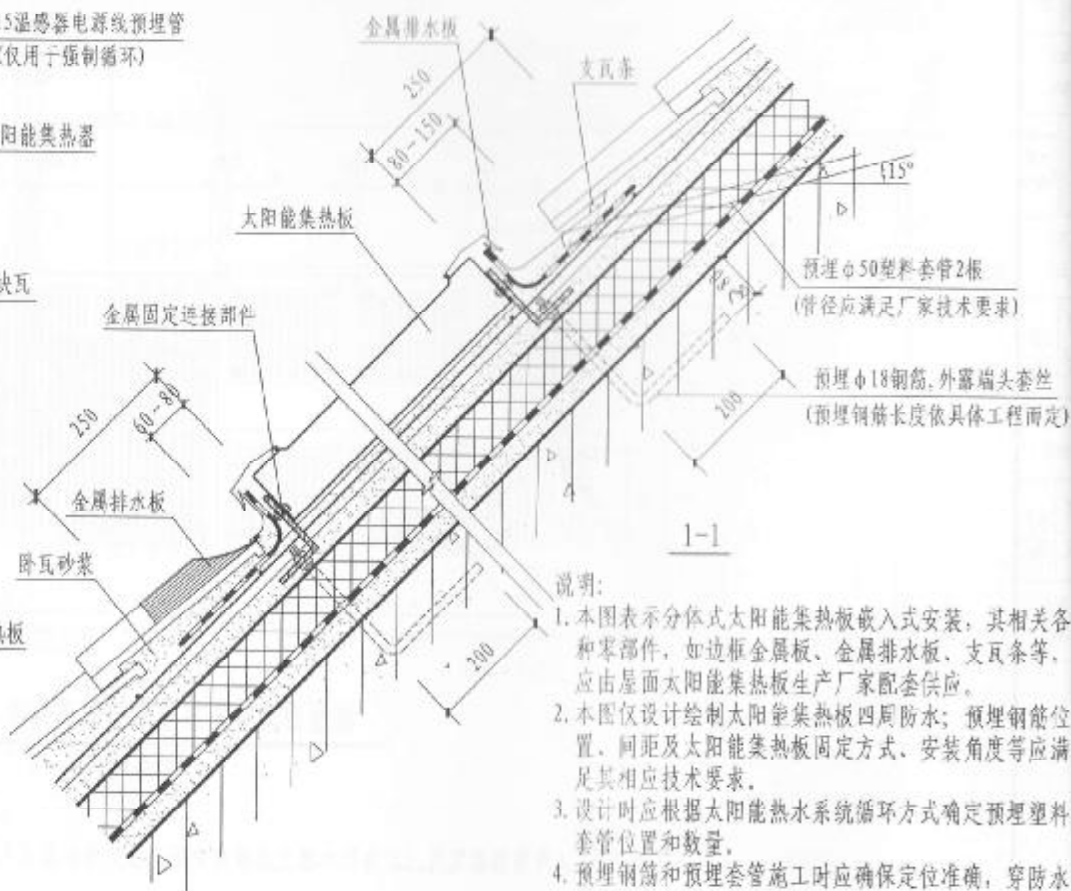 5温感器电源线预埋管
(仅用于强制循环)
阳能集热器
块瓦
热板
金属排水板
支瓦条
250
80~150
太阳能集热板
15°
预埋φ50塑料套管2根
(管径应满足厂家技术要求)
金属固定连接部件
预埋φ18钢筋,外露端头套丝
(预埋钢筋长度依具体工程而定)
200
250
60~80
金属排水板
卧瓦砂浆
200
1-1
说明:
1. 本图表示分体式太阳能集热板嵌入式安装,其相关各
种零部件,如边框金属板、金属排水板、支瓦条等,
应由屋面太阳能集热板生产厂家配套供应。
2. 本图仅设计绘制太阳能集热板四周防水;预埋钢筋位
置、间距及太阳能集热板固定方式、安装角度等应满
足其相应技术要求。
3. 设计时应根据太阳能热水系统循环方式确定预埋塑料
套管位置和数量。
4. 预埋钢筋和预埋套管施工时应确保定位准确,穿防水